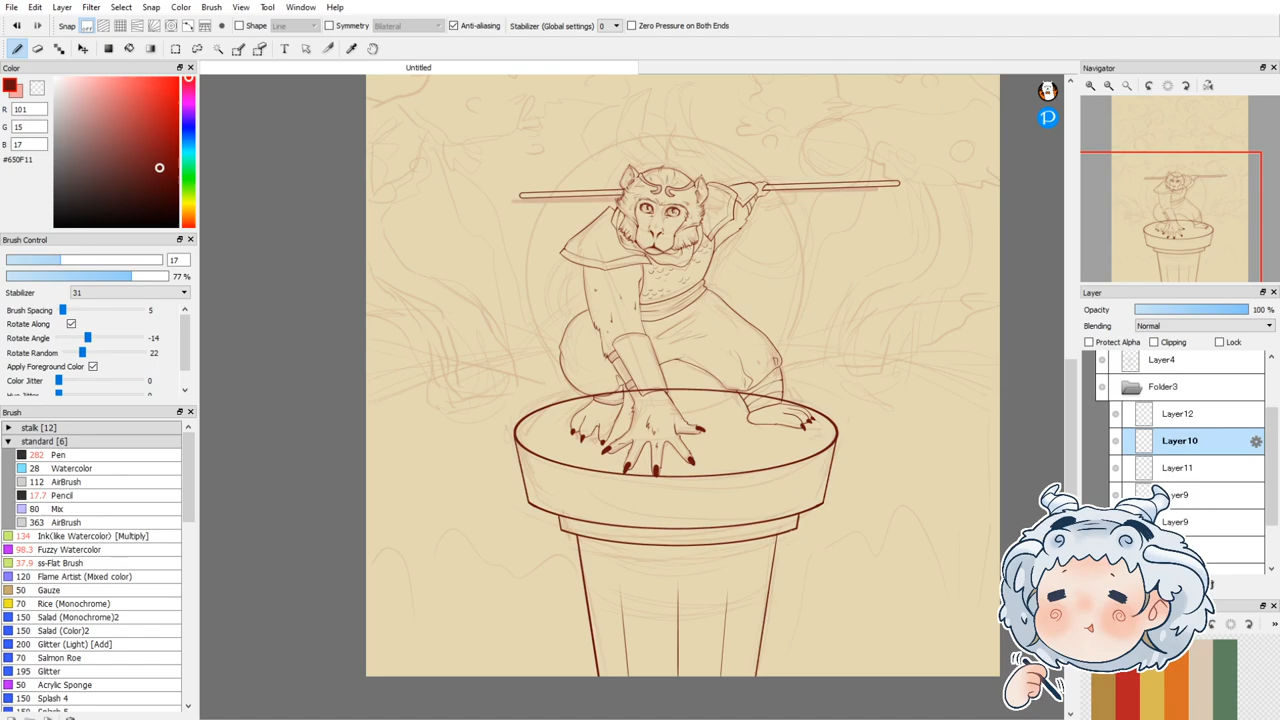 File Edit Layer Filter Select Snap Color Brush View Tool Window Help
Snap off Shape Line Symmetry Bilateral Anti-aliasing Stabilizer (Global settings) 0 Zero Pressure on Both Ends
Color
Untitled
Navigator
R 101
G 15
B 17
#650F11
Brush Control
17
77 %
Stabilizer 31
Brush Spacing 5
Rotate Along
Rotate Angle -14
Rotate Random 22
Apply Foreground Color
Color Jitter 0
Layer
Opacity 100 %
Blending Normal
Protect Alpha Clipping Lock
Layer4
Folder3
Layer12
Layer10
Layer11
yer9
yer9
Brush
stalk [12]
standard [6]
282 Pen
28 Watercolor
112 AirBrush
17.7 Pencil
80 Mix
363 AirBrush
134 Ink(like Watercolor) [Multiply]
98.3 Fuzzy Watercolor
37.9 ss-Flat Brush
120 Flame Artist (Mixed color)
50 Gauze
70 Rice (Monochrome)
150 Salad (Monochrome)2
150 Salad (Color)2
200 Glitter (Light) [Add]
70 Salmon Roe
195 Glitter
50 Acrylic Sponge
150 Splash 4